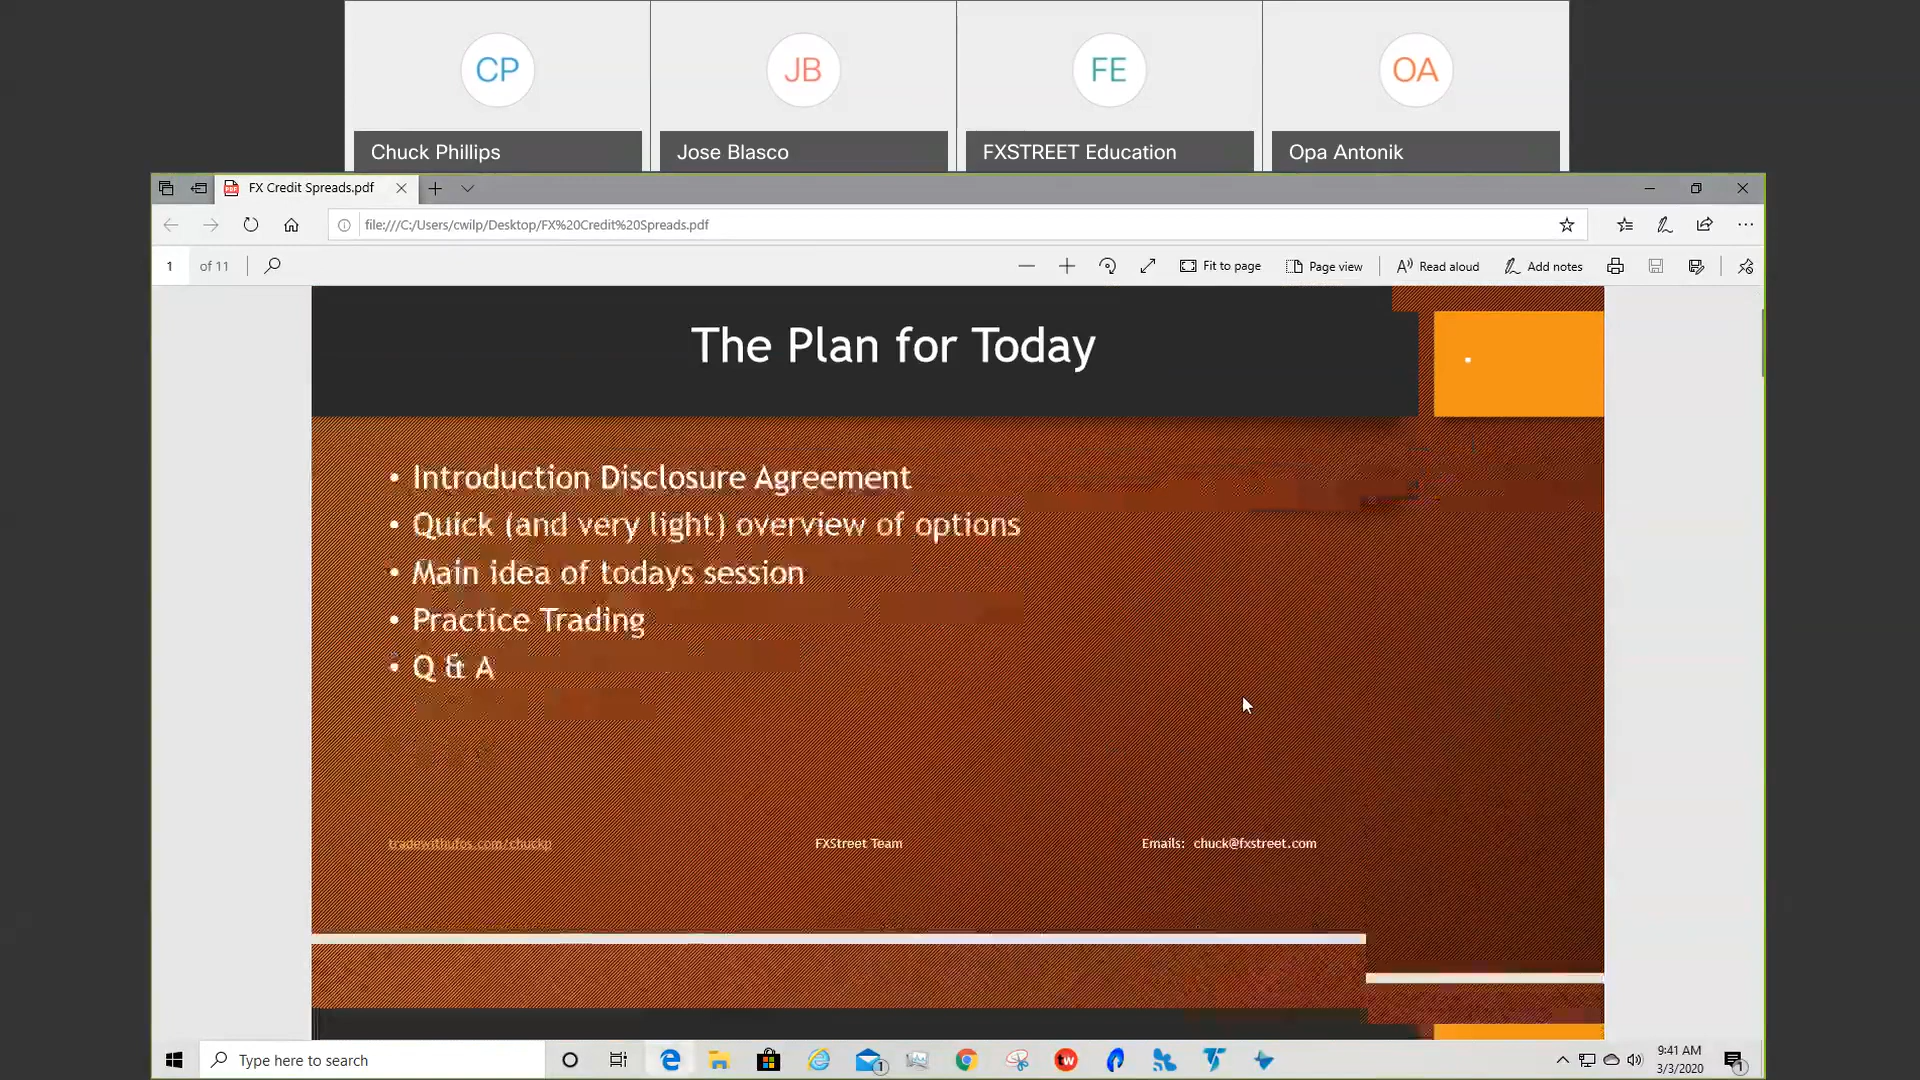 CP
JB
FE
OA
Chuck Phillips
Jose Blasco
FXSTREET Education
Opa Antonik
FX Credit Spreads.pdf
file:///C:/Users/cwilp/Desktop/FX%20Credit%20Spreads.pdf
1 of 11
Fit to page
Page view
Read aloud
Add notes
The Plan for Today
.
• Introduction Disclosure Agreement
• Quick (and very light) overview of options
• Main idea of todays session
• Practice Trading
• Q & A
tradewithufos.com/chuckp
FXStreet Team
Emails: chuck@fxstreet.com
Type here to search
1
tw
9:41 AM
3/3/2020
1